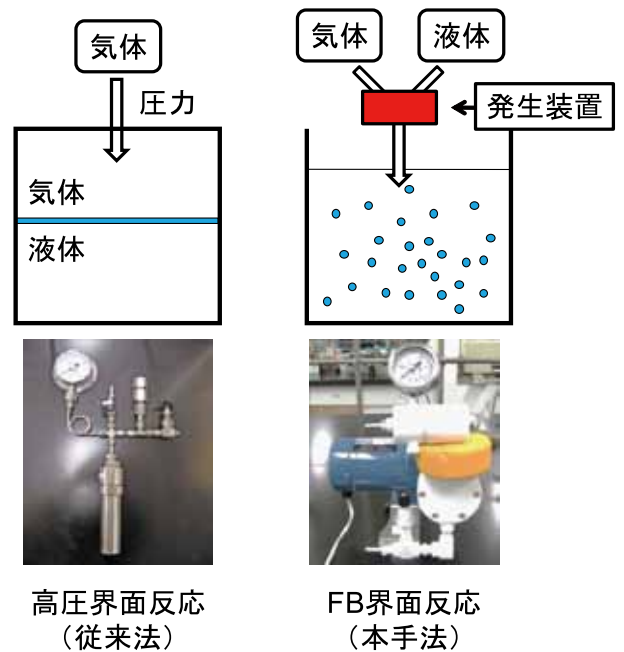 気体
圧力
気体
液体
気体
液体
発生装置
高圧界面反応
（従来法）
FB界面反応
（本手法）